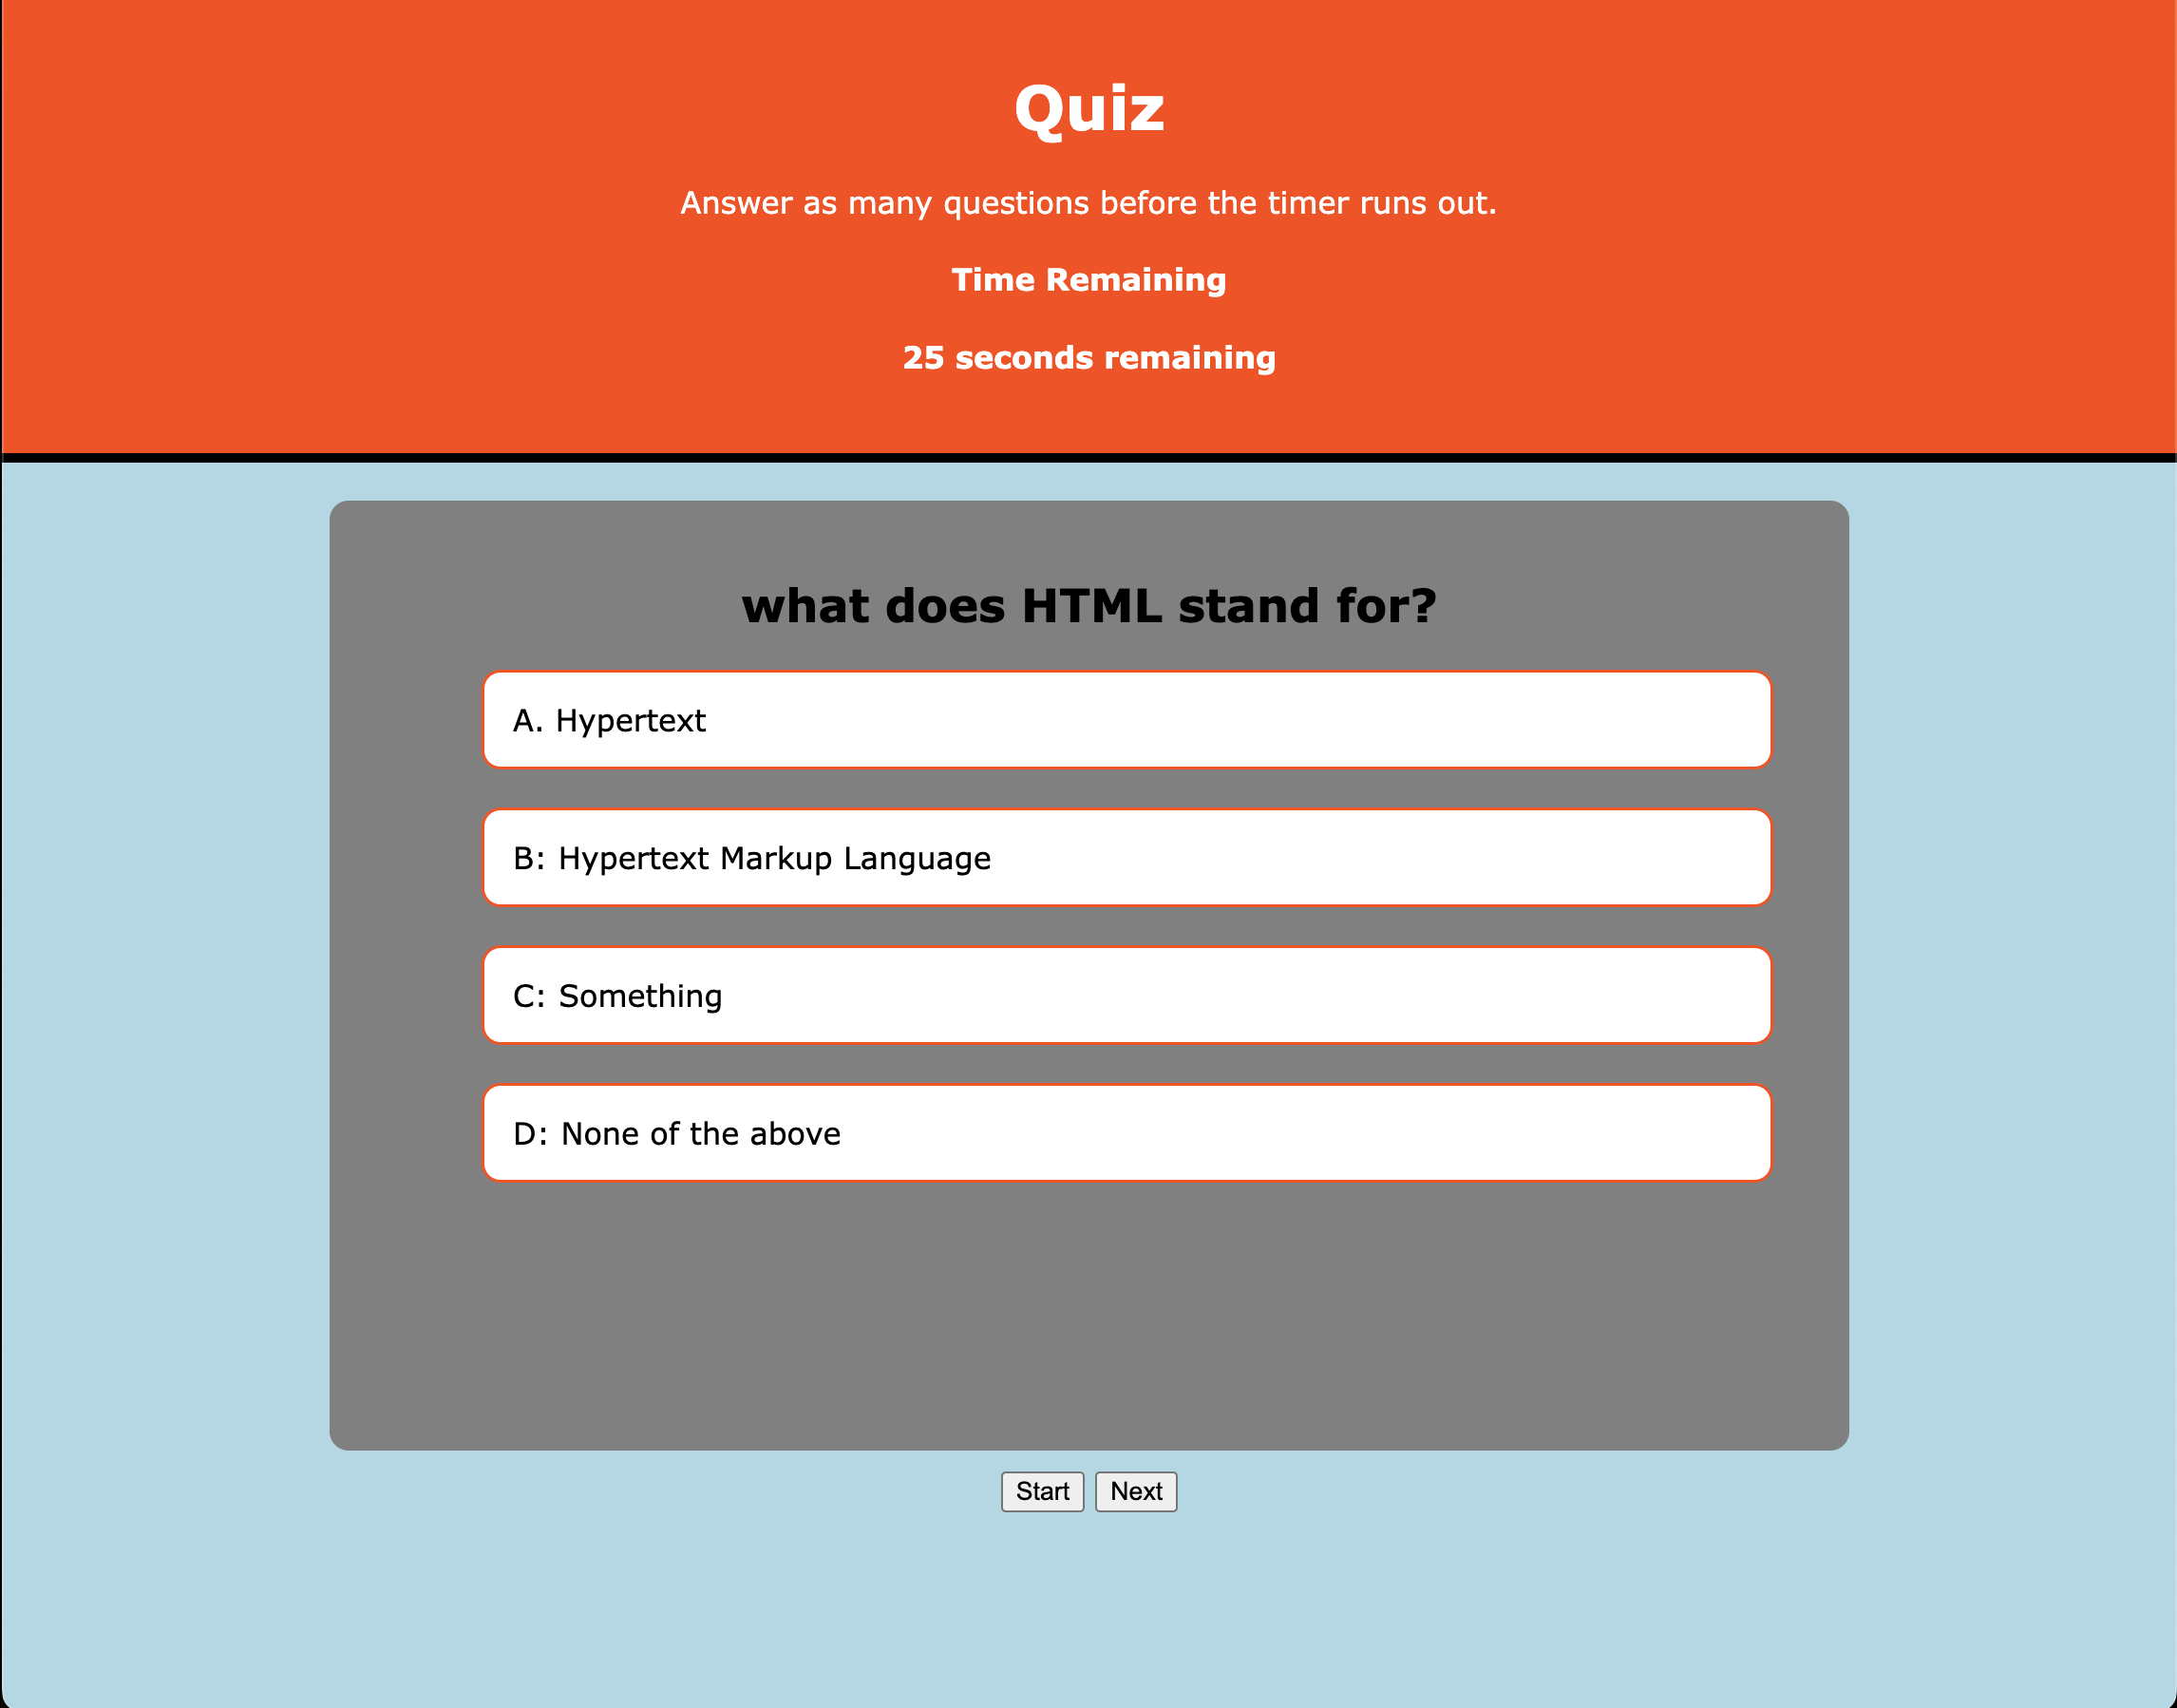 Quiz
Answer as many questions before the timer runs out.
Time Remaining
25 seconds remaining
what does HTML stand for?
A. Hypertext
B: Hypertext Markup Language
C: Something
D: None of the above
Start Next